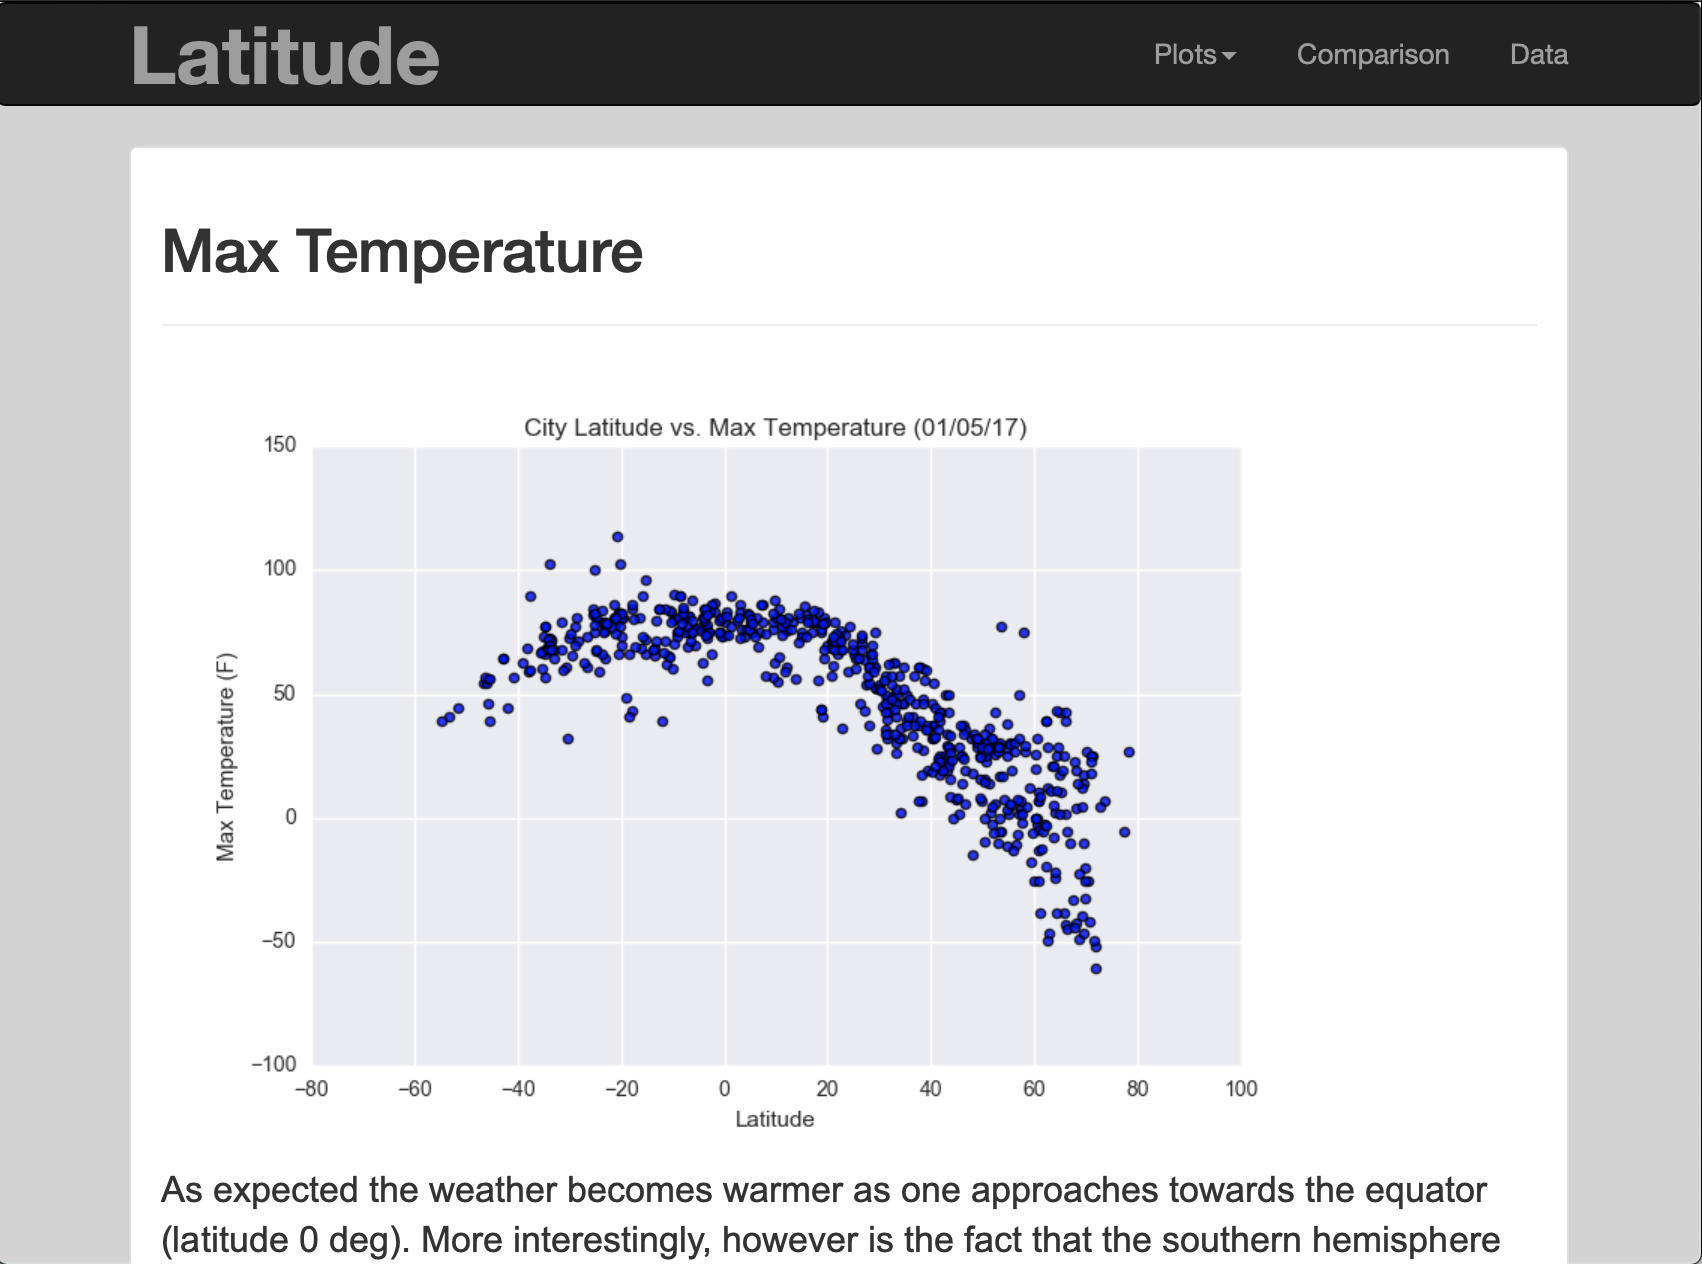 Latitude
Plots Comparison Data
Max Temperature
City Latitude vs. Max Temperature (01/05/17)
150
100
50
0
−50
−100
Max Temperature (F)
−80 −60 −40 −20 0 20 40 60 80 100
Latitude
As expected the weather becomes warmer as one approaches towards the equator
(latitude 0 deg). More interestingly, however is the fact that the southern hemisphere